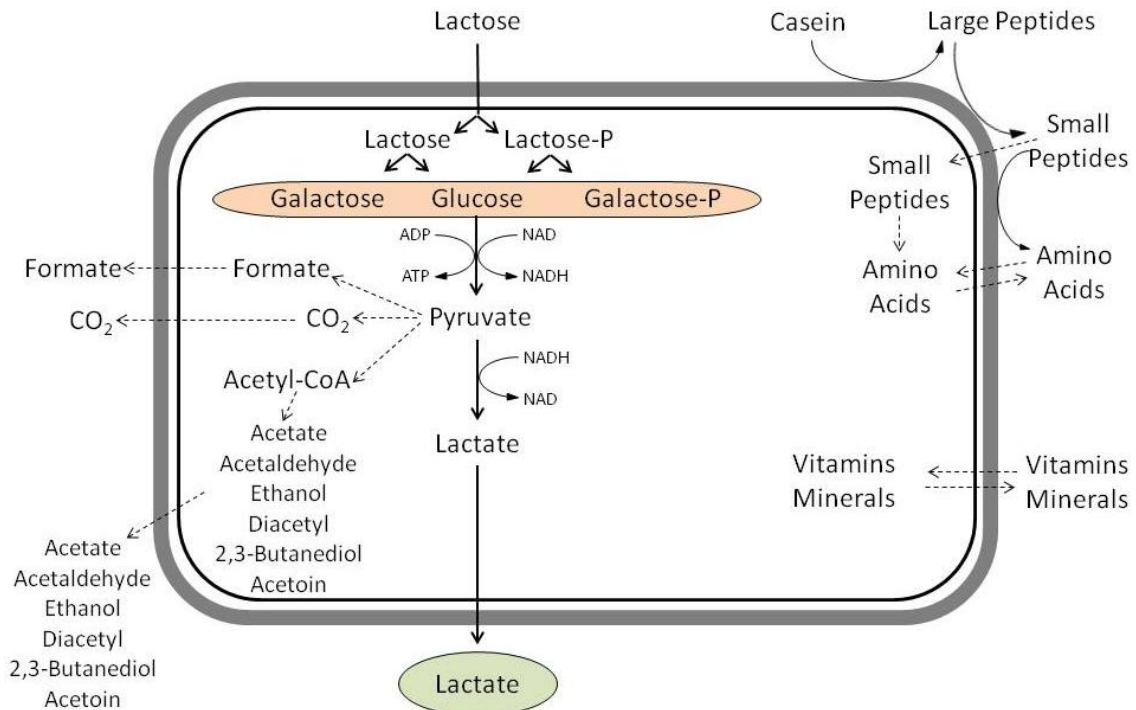 Lactose
Casein
Large Peptides
Lactose
Lactose-P
Small
Peptides
Small
Peptides
Galactose
Glucose
Galactose-P
ADP
NAD
ATP
NADH
Amino
Acids
Amino
Acids
Formate
Formate
CO₂
CO₂
Pyruvate
NADH
NAD
Acetyl-CoA
Acetate
Acetaldehyde
Ethanol
Diacetyl
2,3-Butanediol
Acetoin
Lactate
Vitamins
Minerals
Vitamins
Minerals
Acetate
Acetaldehyde
Ethanol
Diacetyl
2,3-Butanediol
Acetoin
Lactate